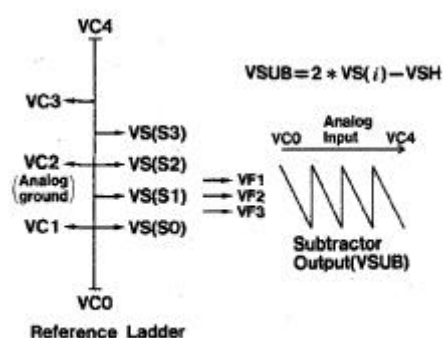 VC4
VC3
VS(S3)
VC2
VS(S2)
(Analog
ground)
VS(S1)
VC1
VS(S0)
VC0
Reference Ladder
VF1
VF2
VF3
VSUB=2*VS(i)-VSH
Analog
Input
VC0
VC4
Subtractor
Output(VSUB)